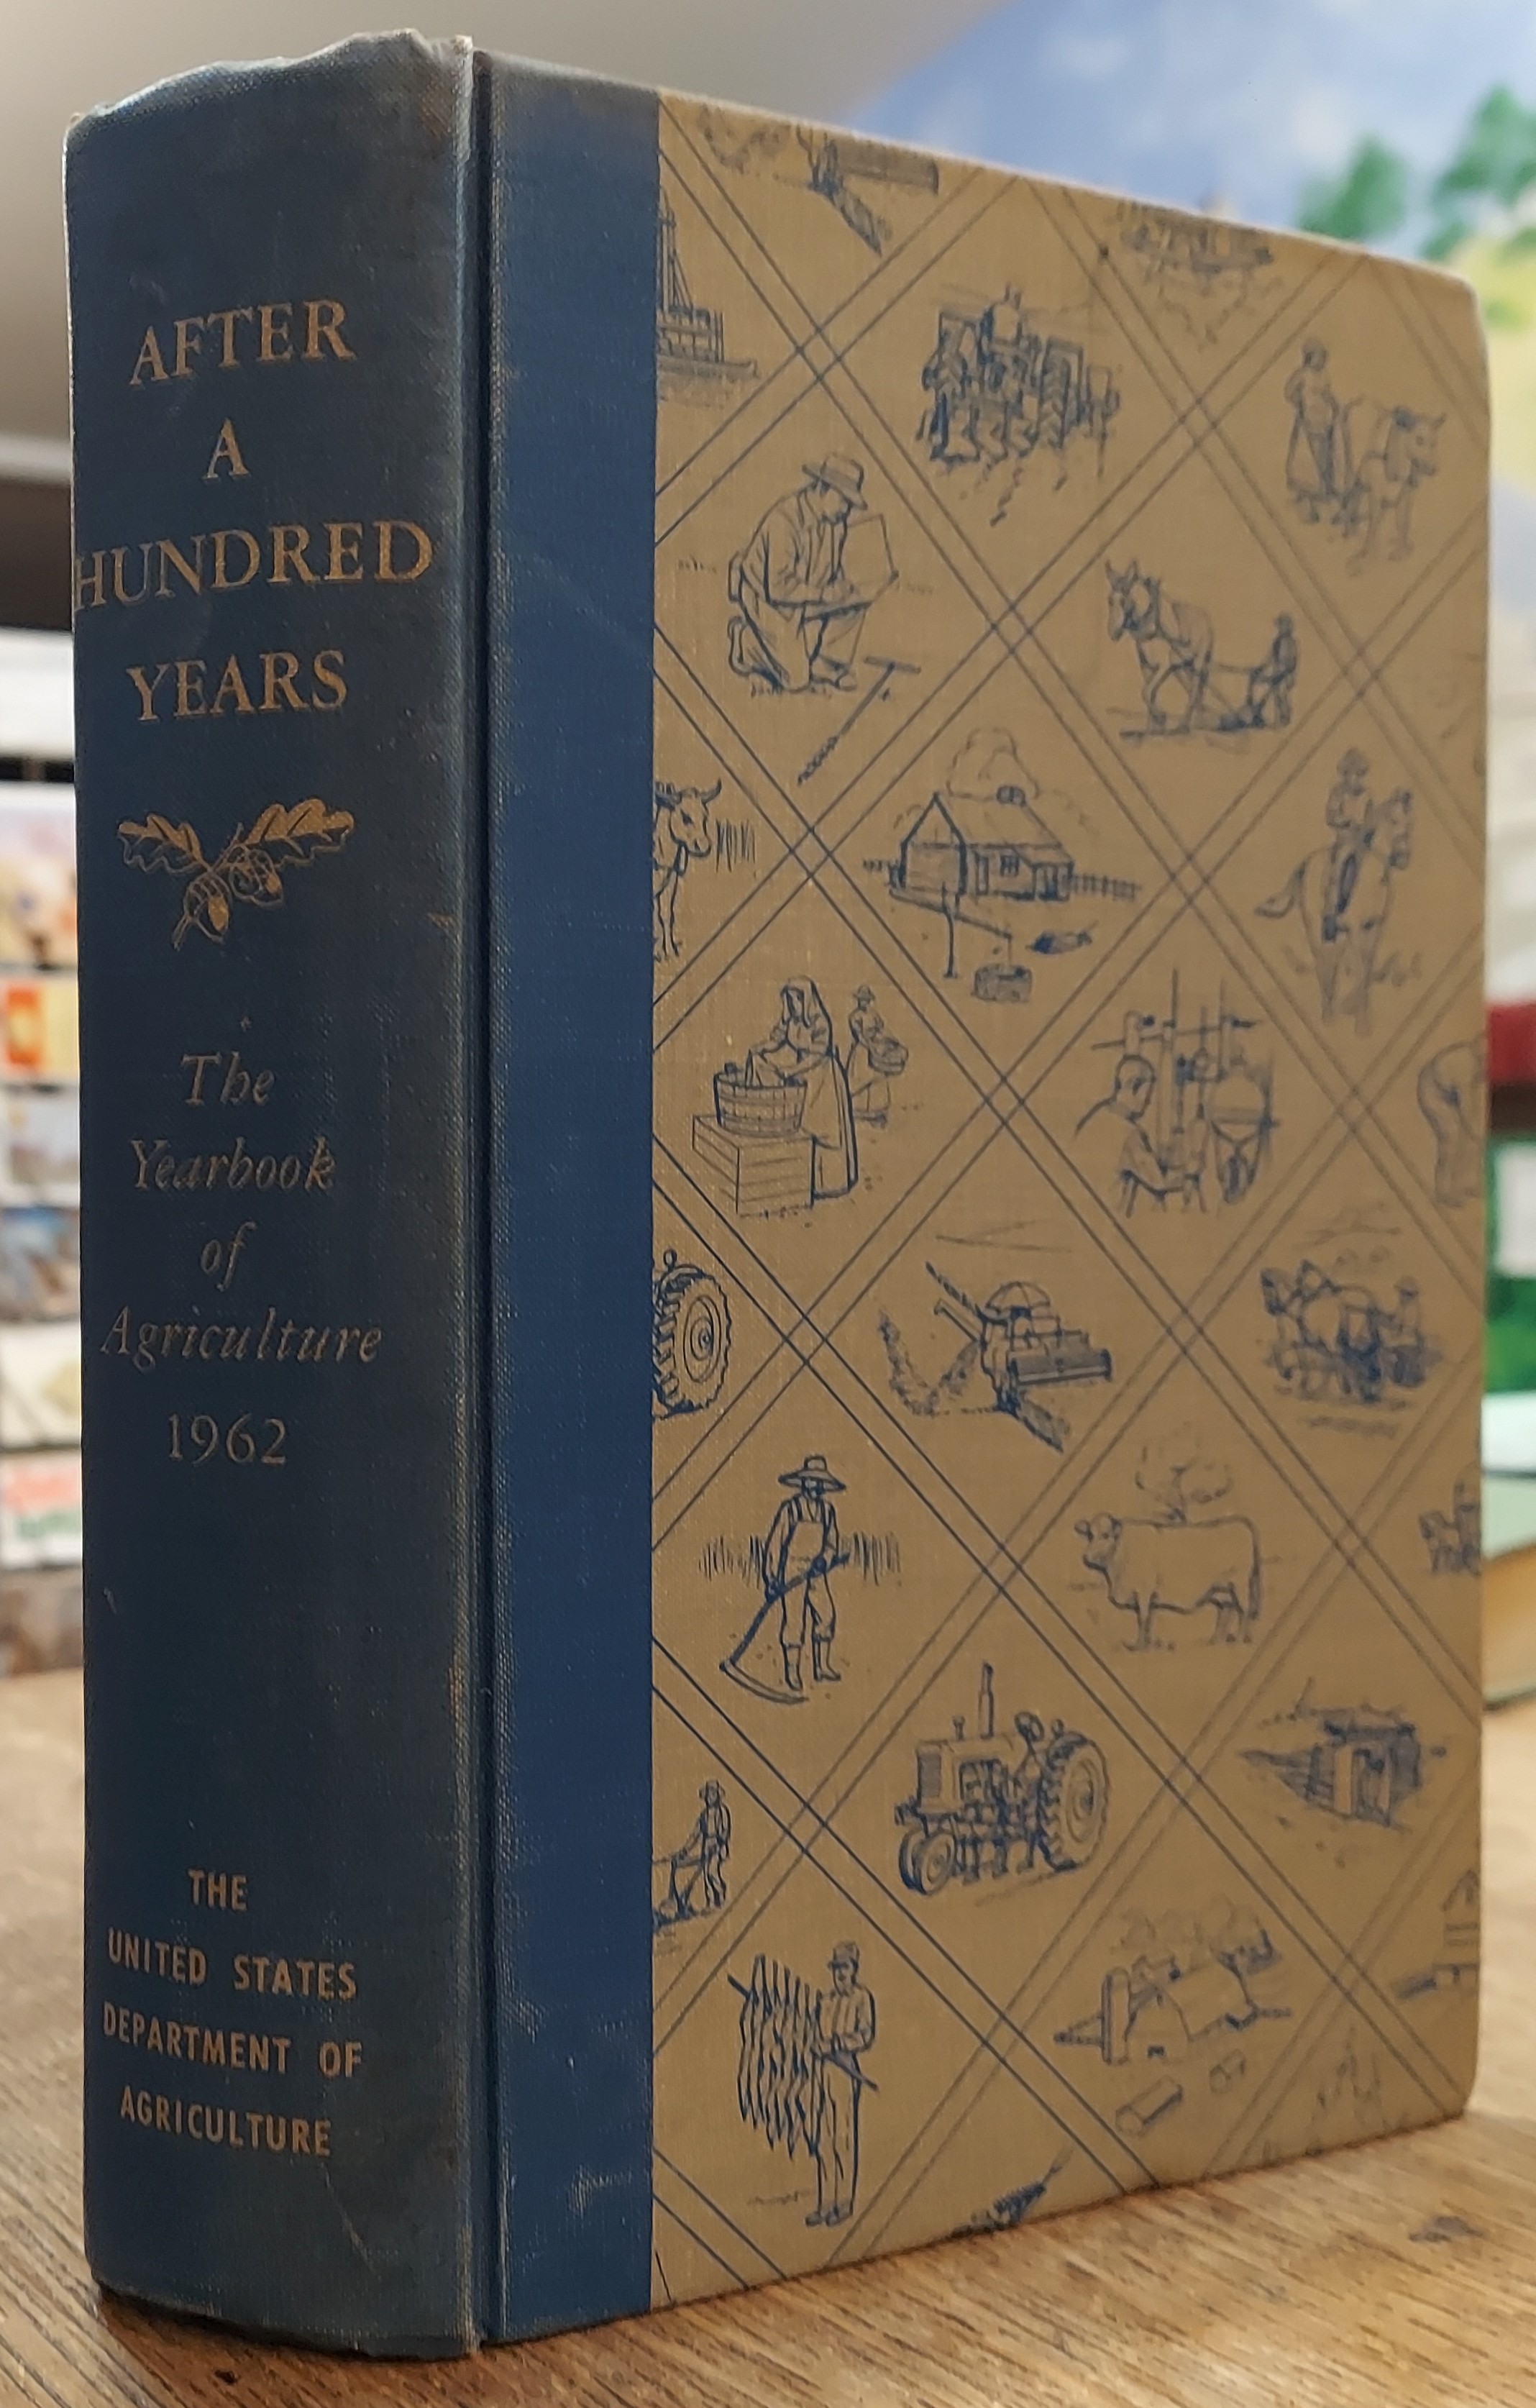 AFTER
A
HUNDRED
YEARS
The
Yearbook
of
Agriculture
1962
THE
UNITED STATES
DEPARTMENT OF
AGRICULTURE